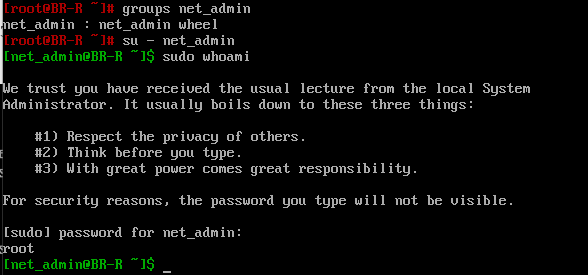 [root@BR-R ~]# groups net_admin
net_admin : net_admin wheel
[root@BR-R ~]# su - net_admin
[net_admin@BR-R ~]$ sudo whoami
We trust you have received the usual lecture from the local System
Administrator. It usually boils down to these three things:
#1) Respect the privacy of others.
#2) Think before you type.
#3) With great power comes great responsibility.
For security reasons, the password you type will not be visible.
[sudo] password for net_admin:
root
[net_admin@BR-R ~]$ _